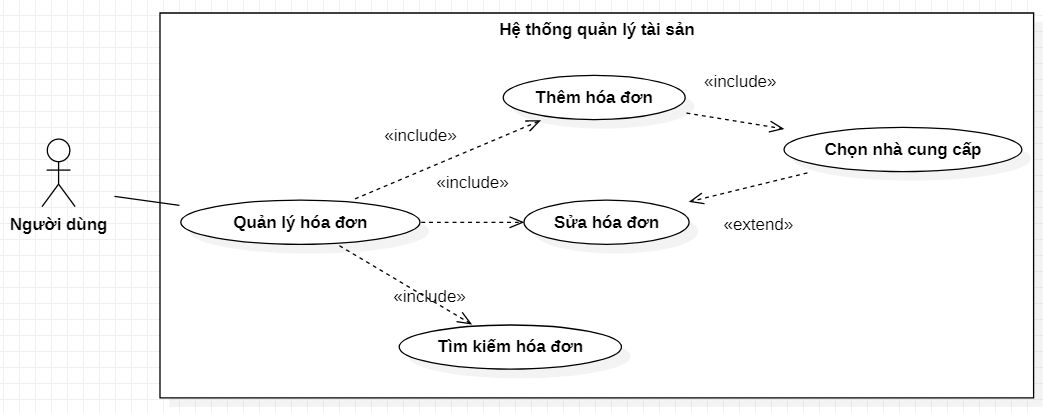 Hệ thống quản lý tài sản
Thêm hóa đơn
«include»
Chọn nhà cung cấp
«include»
«include»
Người dùng
Quản lý hóa đơn
Sửa hóa đơn
«extend»
«include»
Tìm kiếm hóa đơn